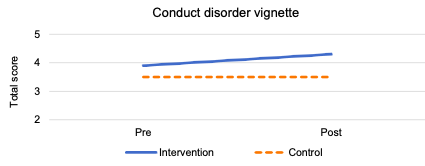 Conduct disorder vignette
5
4
3
2
Total score
Pre Post
Intervention Control